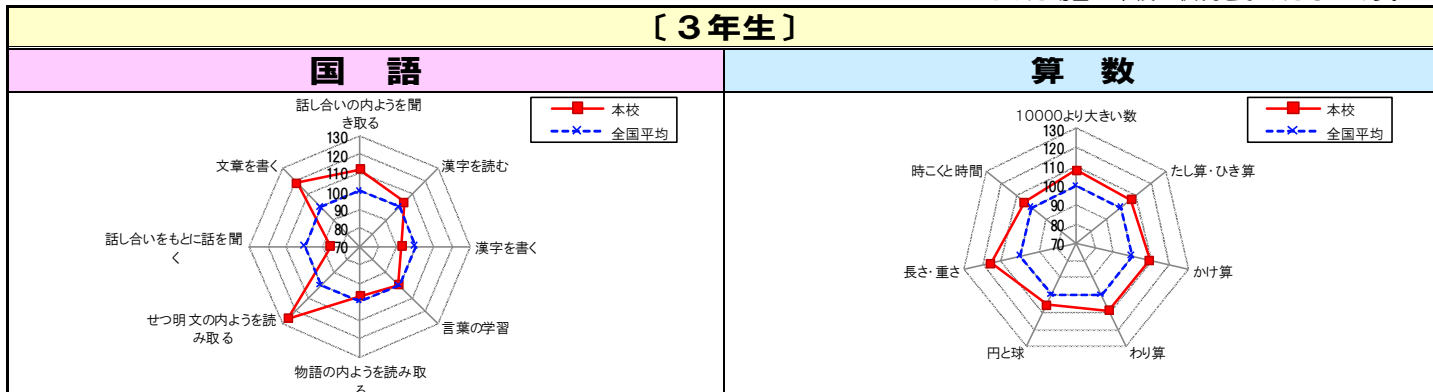 〔３年生〕
国 語
算 数
話し合いの内ようを聞
き取る
漢字を読む
漢字を書く
言葉の学習
物語の内ようを読み取
せつ明文の内ようを読
み取る
話し合いをもとに話を聞
く
文章を書く
130
120
110
100
90
80
70
本校
全国平均
10000より大きい数
たし算・ひき算
かけ算
わり算
円と球
長さ・重さ
時こくと時間
130
120
110
100
90
80
70
本校
全国平均